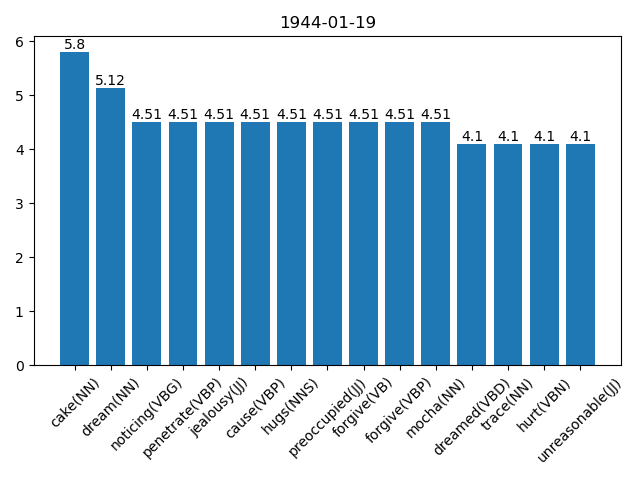 1944-01-19
5.8
5.12
4.51 4.51 4.51 4.51 4.51 4.51 4.51 4.51 4.51
4.1 4.1 4.1 4.1
6
5
4
3
2
1
0
cake(NN)
dream(NN)
noticing(VBG)
penetrate(VBP)
jealousy(JJ)
cause(VBP)
hugs(NNS)
preoccupied(JJ)
forgive(VB)
forgive(VBP)
mocha(NN)
dreamed(VBD)
trace(NN)
hurt(VBN)
unreasonable(JJ)